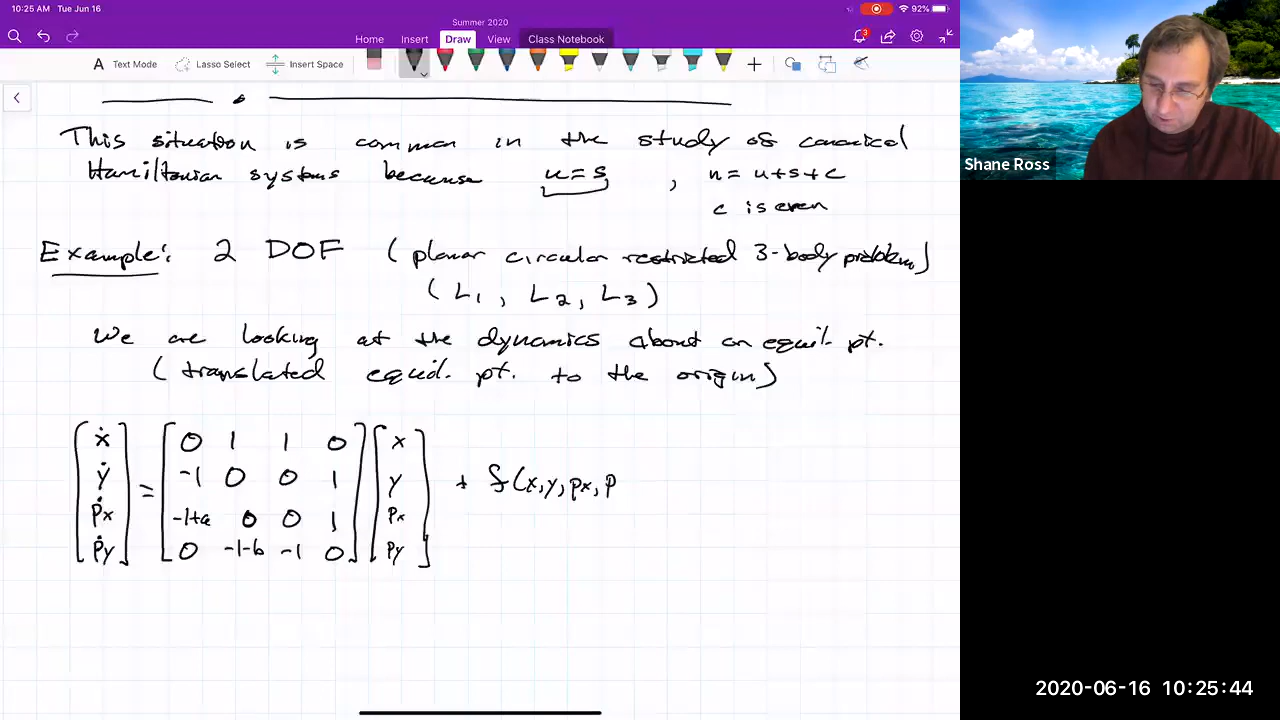 10:25 AM Tue Jun 16
92%
Summer 2020
Home Insert Draw View Class Notebook
3
A Text Mode Lasso Select Insert Space
This situation is common in the study of canonical
Hamiltonian systems because u = s , n = u + s + c
c is even
Example: 2 DOF (planar circular restricted 3-body problem)
(L1, L2, L3)
We are looking at the dynamics about an equil. pt.
(translated equil. pt. to the origin)
[ẋ] = [0 1 1 0] [x]
[ẏ] [-1 0 0 1] [y] + f(x,y,px,p
[ṗx] [-1+a 0 0 1] [px]
[ṗy] [0 -1-b -1 0] [py]
Shane Ross
2020-06-16 10:25:44